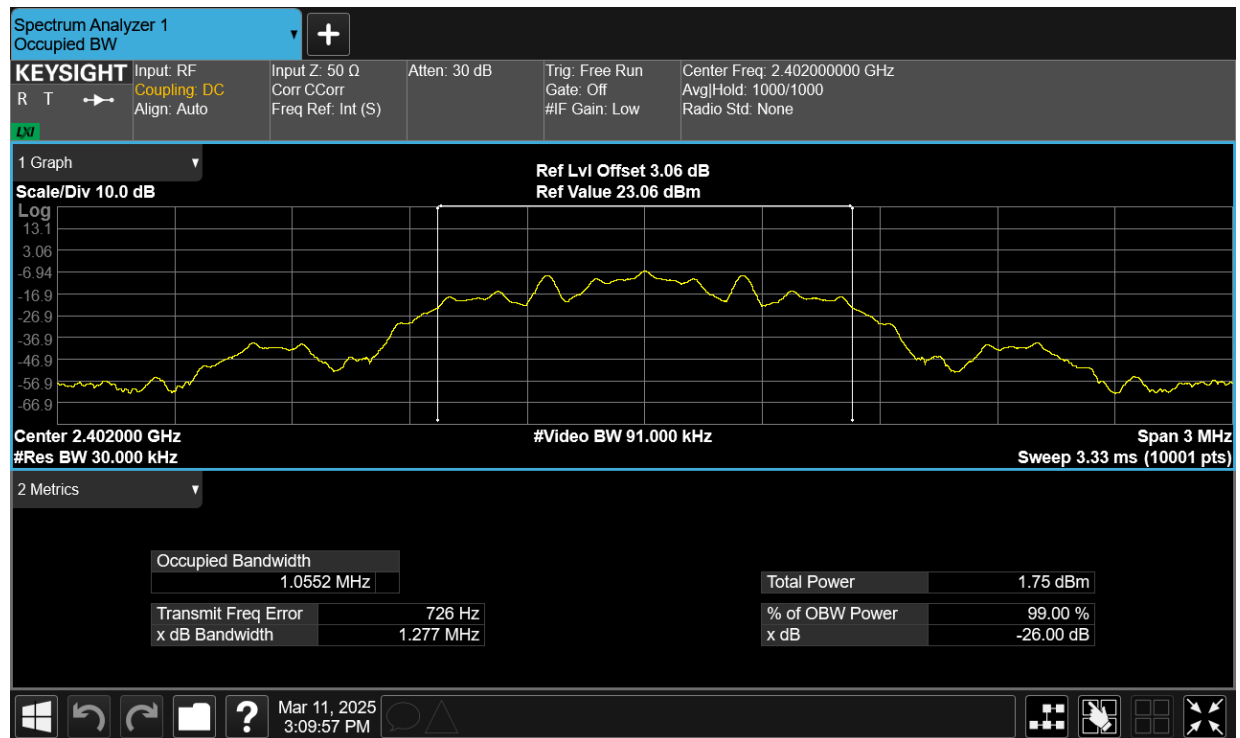 Spectrum Analyzer 1
Occupied BW
KEYSIGHT
R T
LXI
Input: RF
Coupling: DC
Align: Auto
Input Z: 50 Ω
Corr CCorr
Freq Ref: Int (S)
Atten: 30 dB
Trig: Free Run
Gate: Off
#IF Gain: Low
Center Freq: 2.402000000 GHz
Avg|Hold: 1000/1000
Radio Std: None
1 Graph
Scale/Div 10.0 dB
Ref Lvl Offset 3.06 dB
Ref Value 23.06 dBm
Log
13.1
3.06
-6.94
-16.9
-26.9
-36.9
-46.9
-56.9
-66.9
Center 2.402000 GHz
#Video BW 91.000 kHz
Span 3 MHz
#Res BW 30.000 kHz
Sweep 3.33 ms (10001 pts)
2 Metrics
Occupied Bandwidth
1.0552 MHz
Total Power 1.75 dBm
Transmit Freq Error 726 Hz
% of OBW Power 99.00 %
x dB Bandwidth 1.277 MHz
x dB -26.00 dB
?
Mar 11, 2025
3:09:57 PM